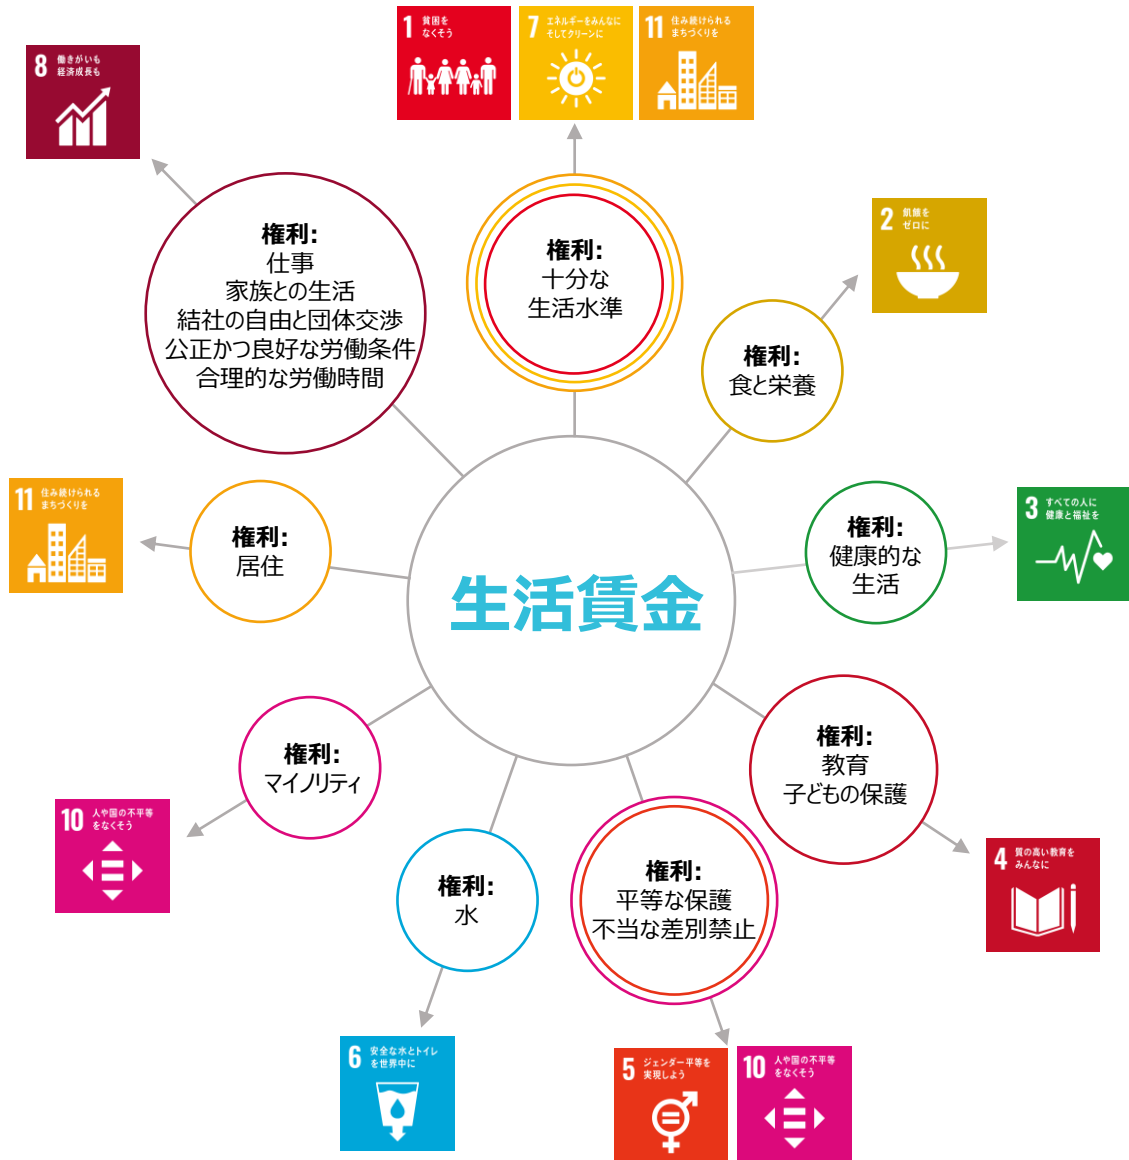 1 貧困を
なくそう
7 エネルギーをみんなに
そしてクリーンに
11 住み続けられる
まちづくりを
8 働きがいも
経済成長も
権利:
仕事
家族との生活
結社の自由と団体交渉
公正かつ良好な労働条件
合理的な労働時間
権利:
十分な
生活水準
2 飢餓を
ゼロに
権利:
食と栄養
11 住み続けられる
まちづくりを
権利:
居住
生活賃金
権利:
健康的な
生活
3 すべての人に
健康と福祉を
権利:
マイノリティ
10 人や国の不平等
をなくそう
権利:
水
6 安全な水とトイレ
を世界中に
権利:
平等な保護
不当な差別禁止
5 ジェンダー平等を
実現しよう
10 人や国の不平等
をなくそう
権利:
教育
子どもの保護
4 質の高い教育を
みんなに